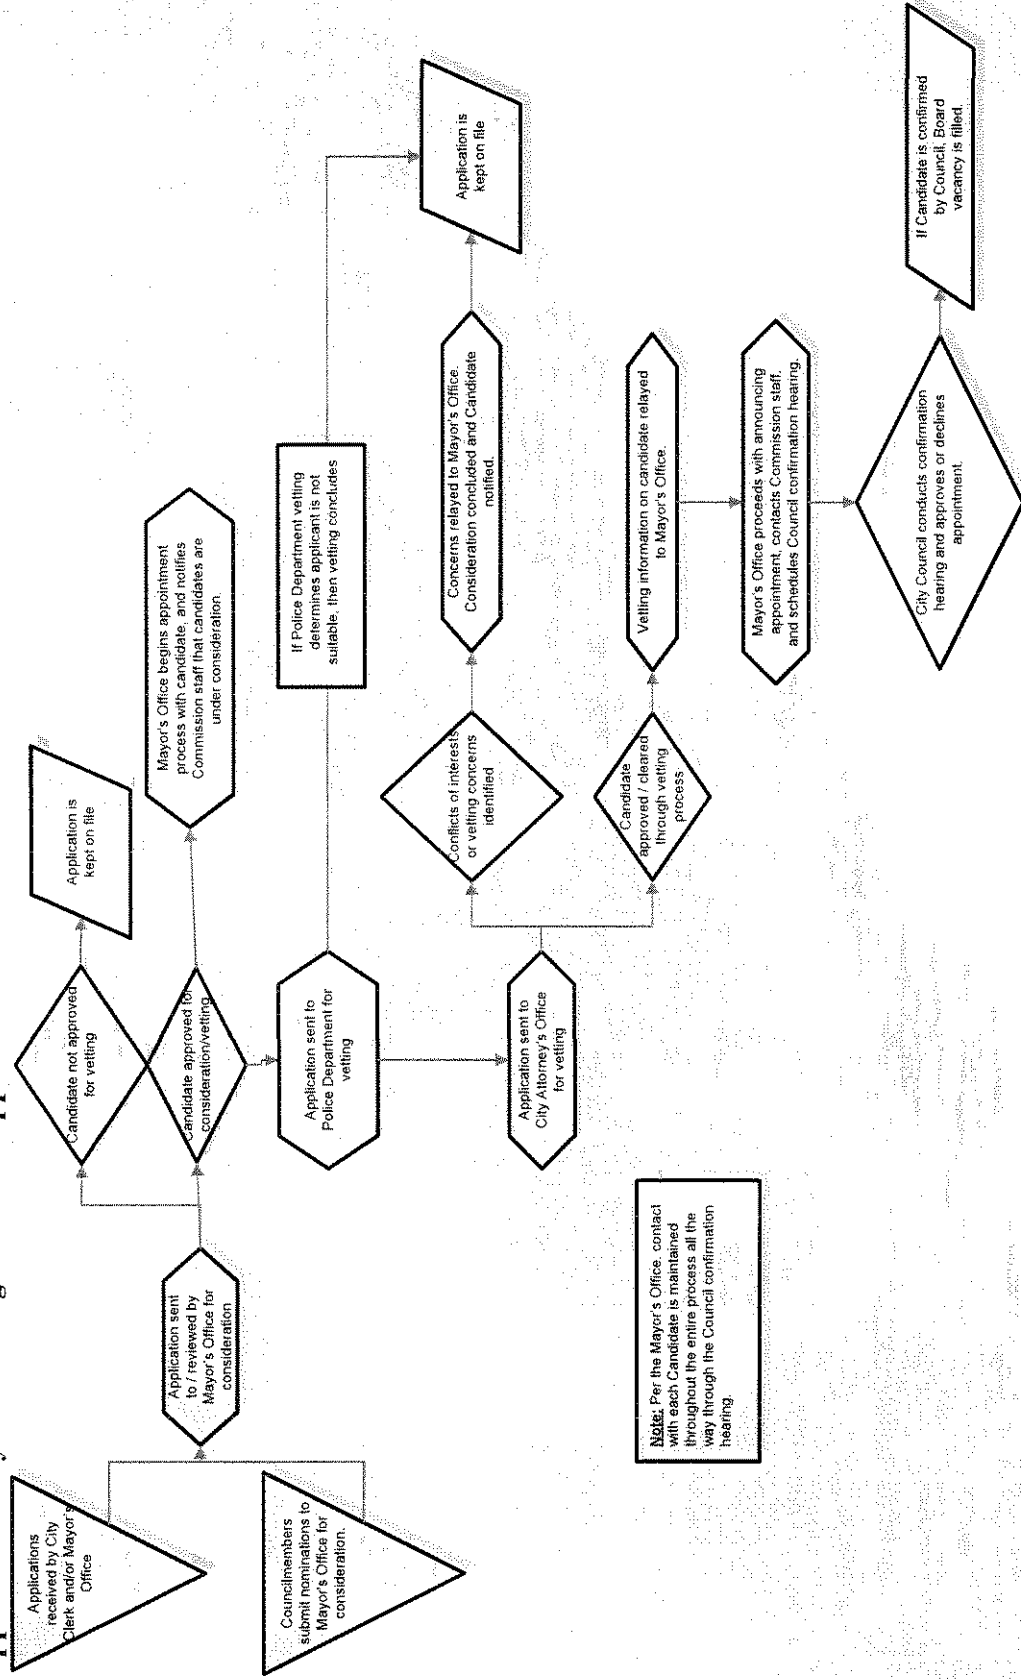 Applications
received by City
Clerk and/or Mayor's
Office
Councilmembers
submit nominations to
Mayor's Office for
consideration.
Application sent
to / reviewed by
Mayor's Office for
consideration
Candidate not approved
for vetting
Application is
kept on file
Candidate approved for
consideration/vetting
Mayor's Office begins appointment
process with candidate, and notifies
Commission staff that candidates are
under consideration.
Application sent to
Police Department for
vetting
If Police Department vetting
determines applicant is not
suitable, then vetting concludes
Application is
kept on file
Application sent to
City Attorney's Office
for vetting
Conflicts of interests
or vetting concerns
identified
Concerns relayed to Mayor's Office.
Consideration concluded and Candidate
notified.
Candidate
approved / cleared
through vetting
process
Vetting information on candidate relayed
to Mayor's Office.
Mayor's Office proceeds with announcing
appointment, contacts Commission staff,
and schedules Council confirmation hearing.
City Council conducts confirmation
hearing and approves or declines
appointment.
If Candidate is confirmed
by Council, Board
vacancy is filled.
Note: Per the Mayor's Office, contact
with each Candidate is maintained
throughout the entire process all the
way through the Council confirmation
hearing.